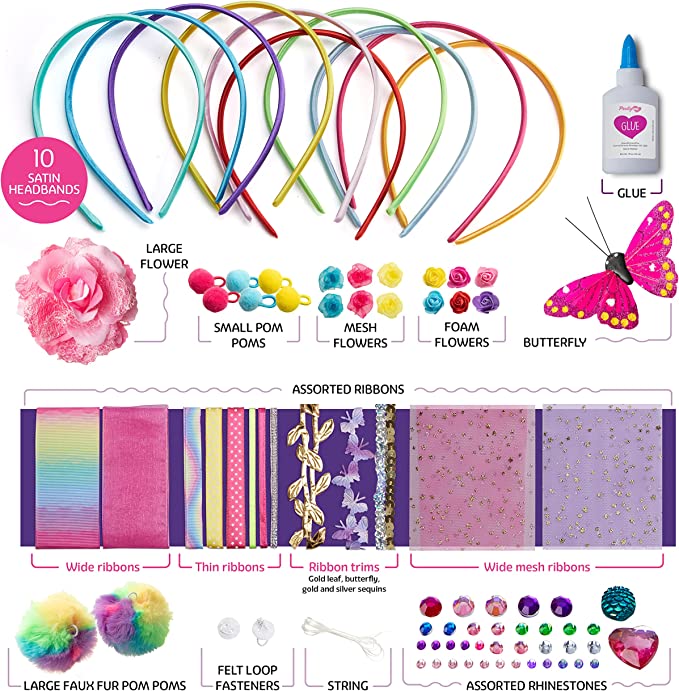 10
SATIN
HEADBANDS
GLUE
GLUE
LARGE
FLOWER
SMALL POM
POMS
MESH
FLOWERS
FOAM
FLOWERS
BUTTERFLY
ASSORTED RIBBONS
Wide ribbons
Thin ribbons
Ribbon trims
Gold leaf, butterfly,
gold and silver sequins
Wide mesh ribbons
LARGE FAUX FUR POM POMS
FELT LOOP
FASTENERS
STRING
ASSORTED RHINESTONES